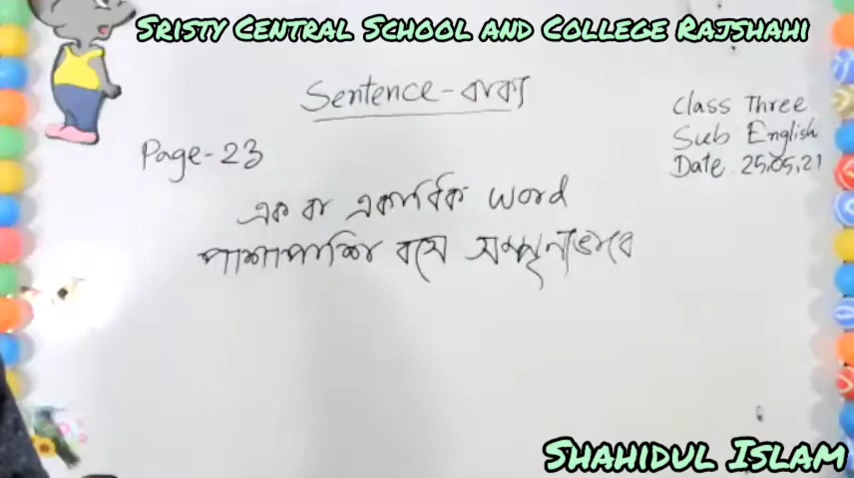 SRISTY CENTRAL SCHOOL AND COLLEGE RAJSHAHI
Sentence - বাক্য
Class Three
Sub English
Date 25.05.21
Page - 23
এক বা একাধিক word
পাশাপাশি বসে সম্পূর্ণভাবে
SHAHIDUL ISLAM